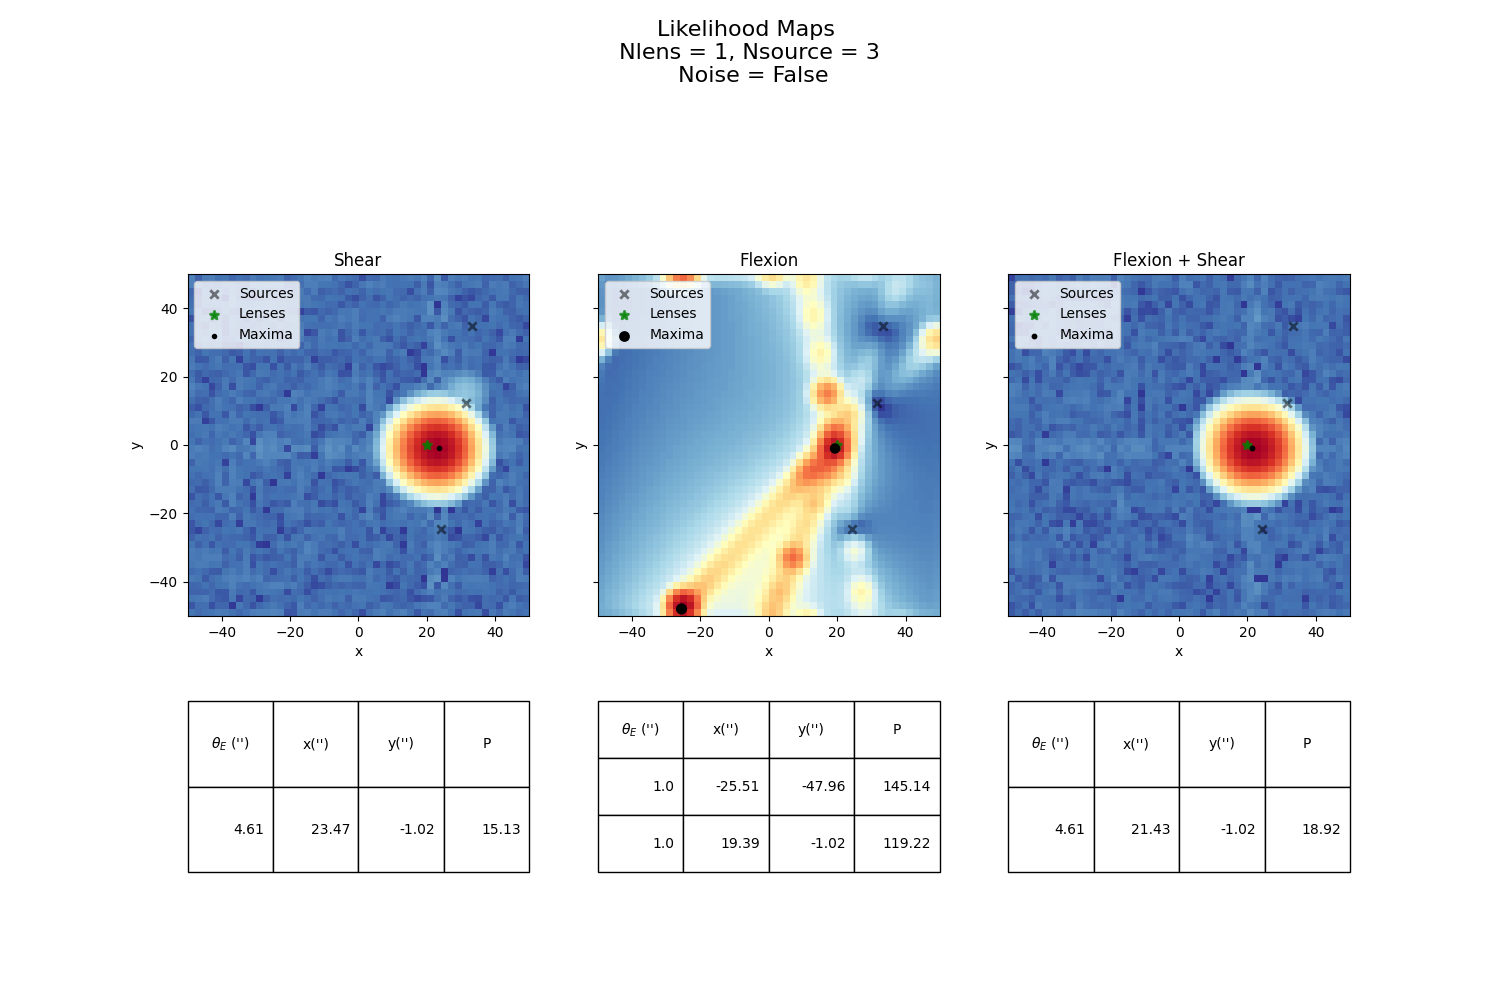 Likelihood Maps
Nlens = 1, Nsource = 3
Noise = False
Shear
Sources
Lenses
Maxima
40
20
0
−20
−40
y
−40 −20 0 20 40
x
Flexion
Sources
Lenses
Maxima
y
−40 −20 0 20 40
x
Flexion + Shear
Sources
Lenses
Maxima
y
−40 −20 0 20 40
x
θE ('') x('') y('') P
4.61 23.47 -1.02 15.13
θE ('') x('') y('') P
1.0 -25.51 -47.96 145.14
1.0 19.39 -1.02 119.22
θE ('') x('') y('') P
4.61 21.43 -1.02 18.92